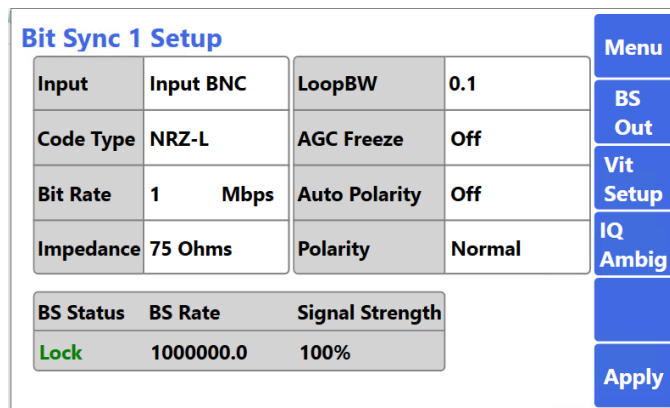 Bit Sync 1 Setup
Input Input BNC LoopBW 0.1
Code Type NRZ-L AGC Freeze Off
Bit Rate 1 Mbps Auto Polarity Off
Impedance 75 Ohms Polarity Normal
BS Status BS Rate Signal Strength
Lock 1000000.0 100%
Menu
BS
Out
Vit
Setup
IQ
Ambig
Apply